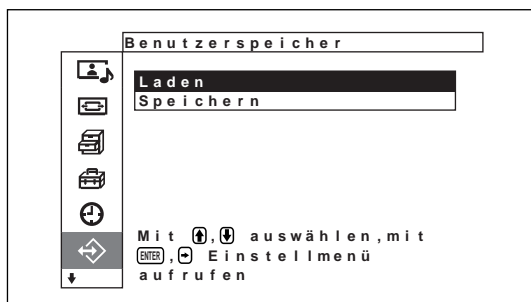 Benutzerspeicher
Laden
Speichern
Mit ↑,↓ auswählen,mit
ENTER,→ Einstellmenü
aufrufen